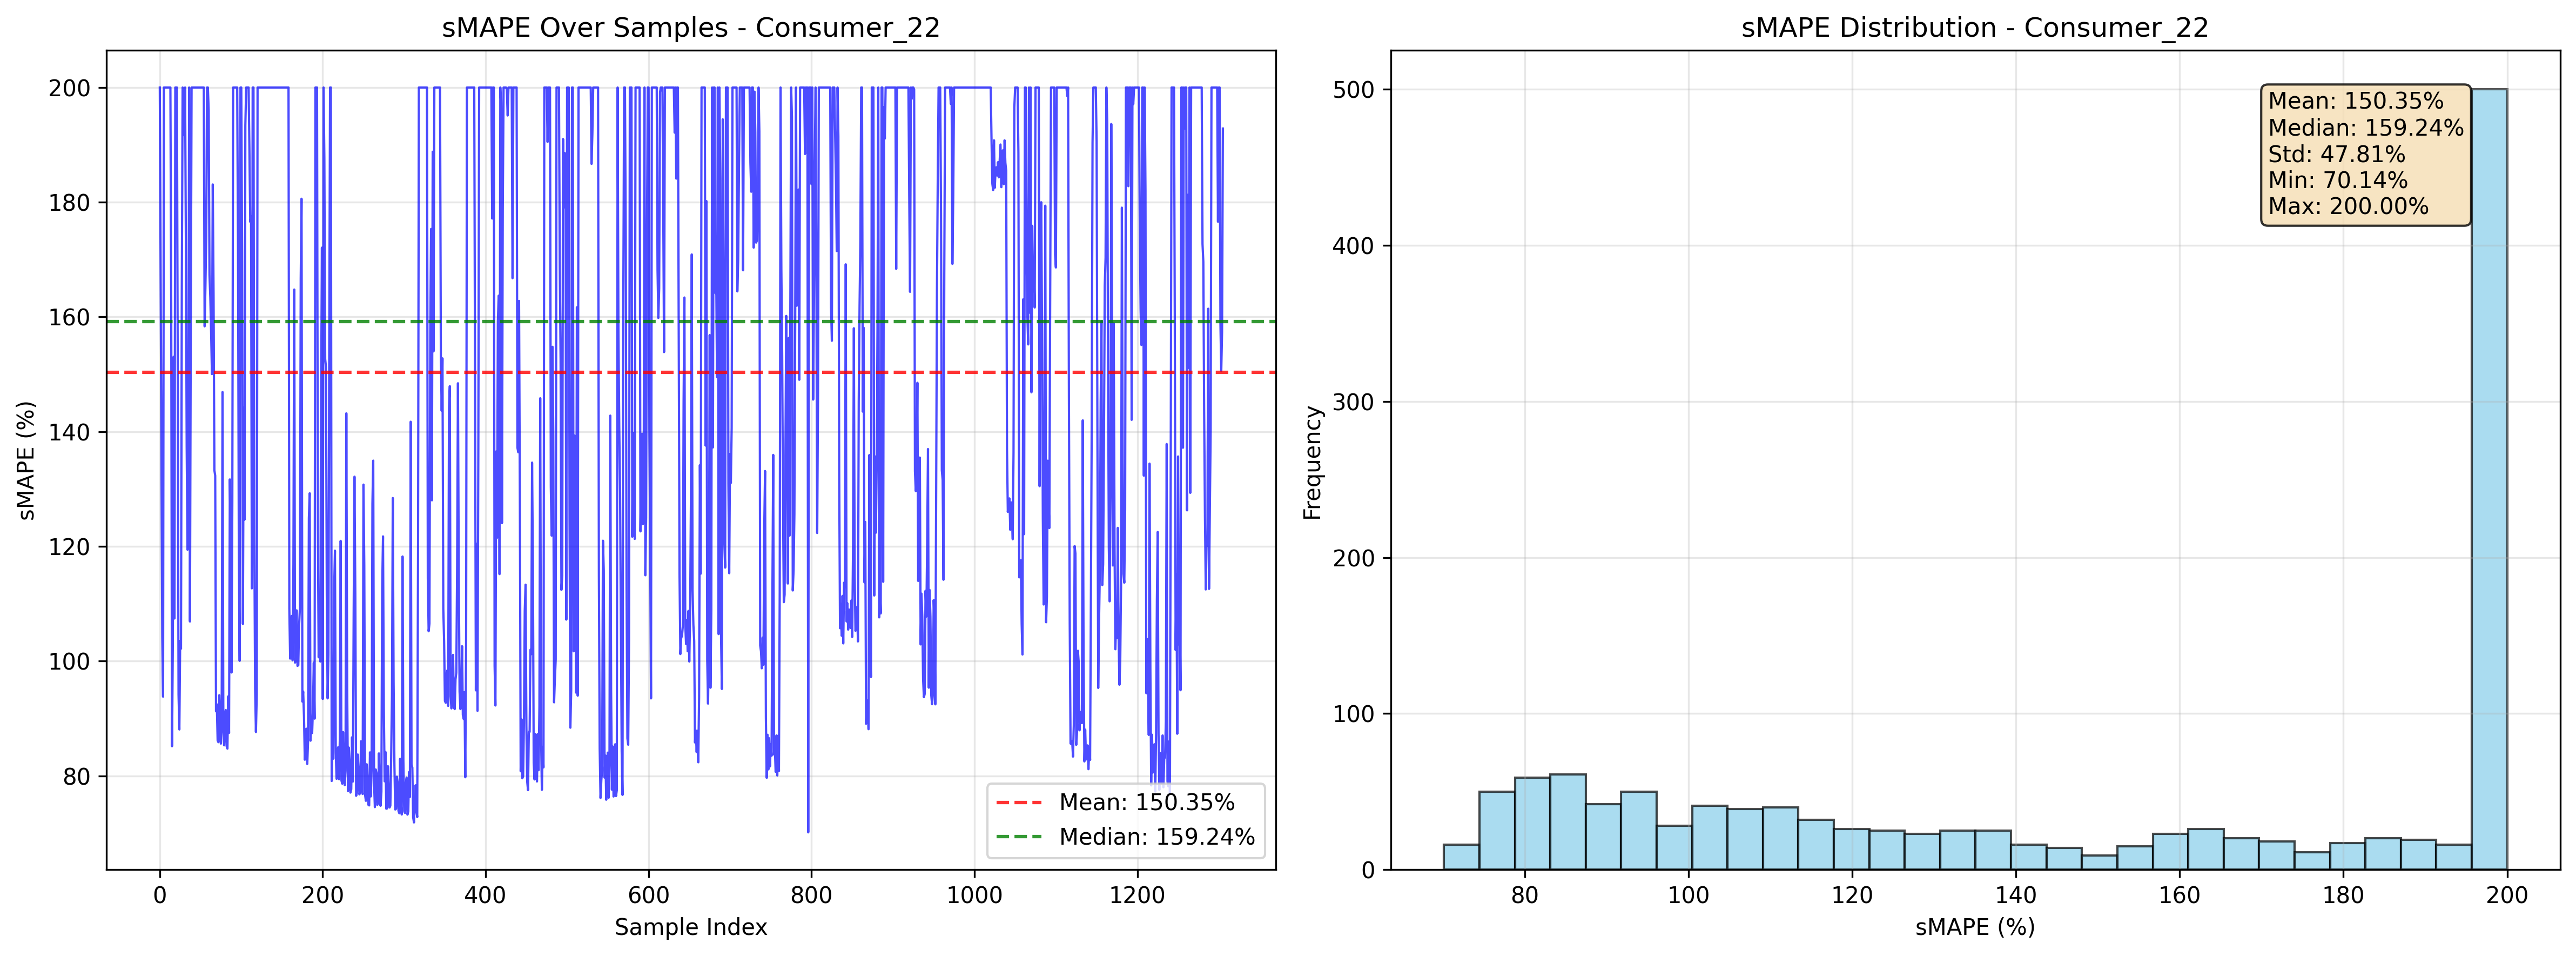 sMAPE Over Samples - Consumer_22
sMAPE (%)
200
180
160
140
120
100
80
0
200
400
600
800
1000
1200
Sample Index
Mean: 150.35%
Median: 159.24%
sMAPE Distribution - Consumer_22
Frequency
500
400
300
200
100
0
80
100
120
140
160
180
200
sMAPE (%)
Mean: 150.35%
Median: 159.24%
Std: 47.81%
Min: 70.14%
Max: 200.00%